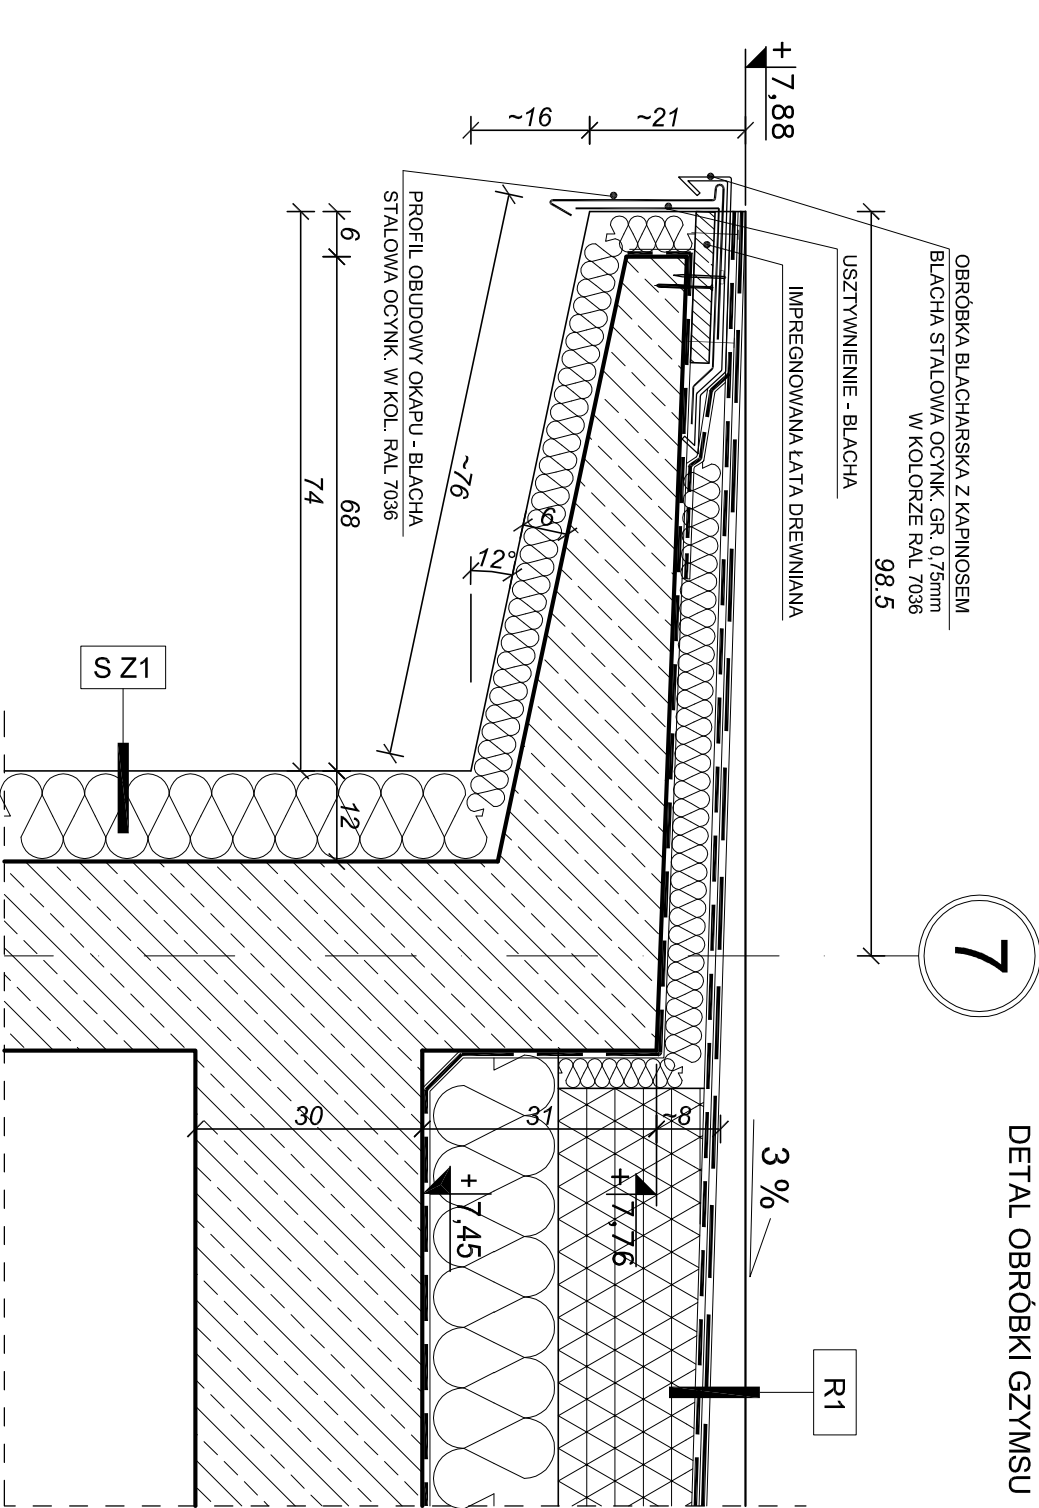 DETAL OBRÓBKI GZYMSU
7
+7,88
OBRÓBKA BLACHARSKA Z KAPINOSEM
BLACHA STALOWA OCYNK. GR. 0,75mm
W KOLORZE RAL 7036
98.5
USZTYWNIENIE - BLACHA
IMPREGNOWANA ŁATA DREWNIANA
~21
~16
PROFIL OBUDOWY OKAPU - BLACHA
STALOWA OCYNK. W KOL. RAL 7036
~76
6
12°
6
68
12
74
S Z1
3 %
R1
~8
31
30
+7,76
+7,45